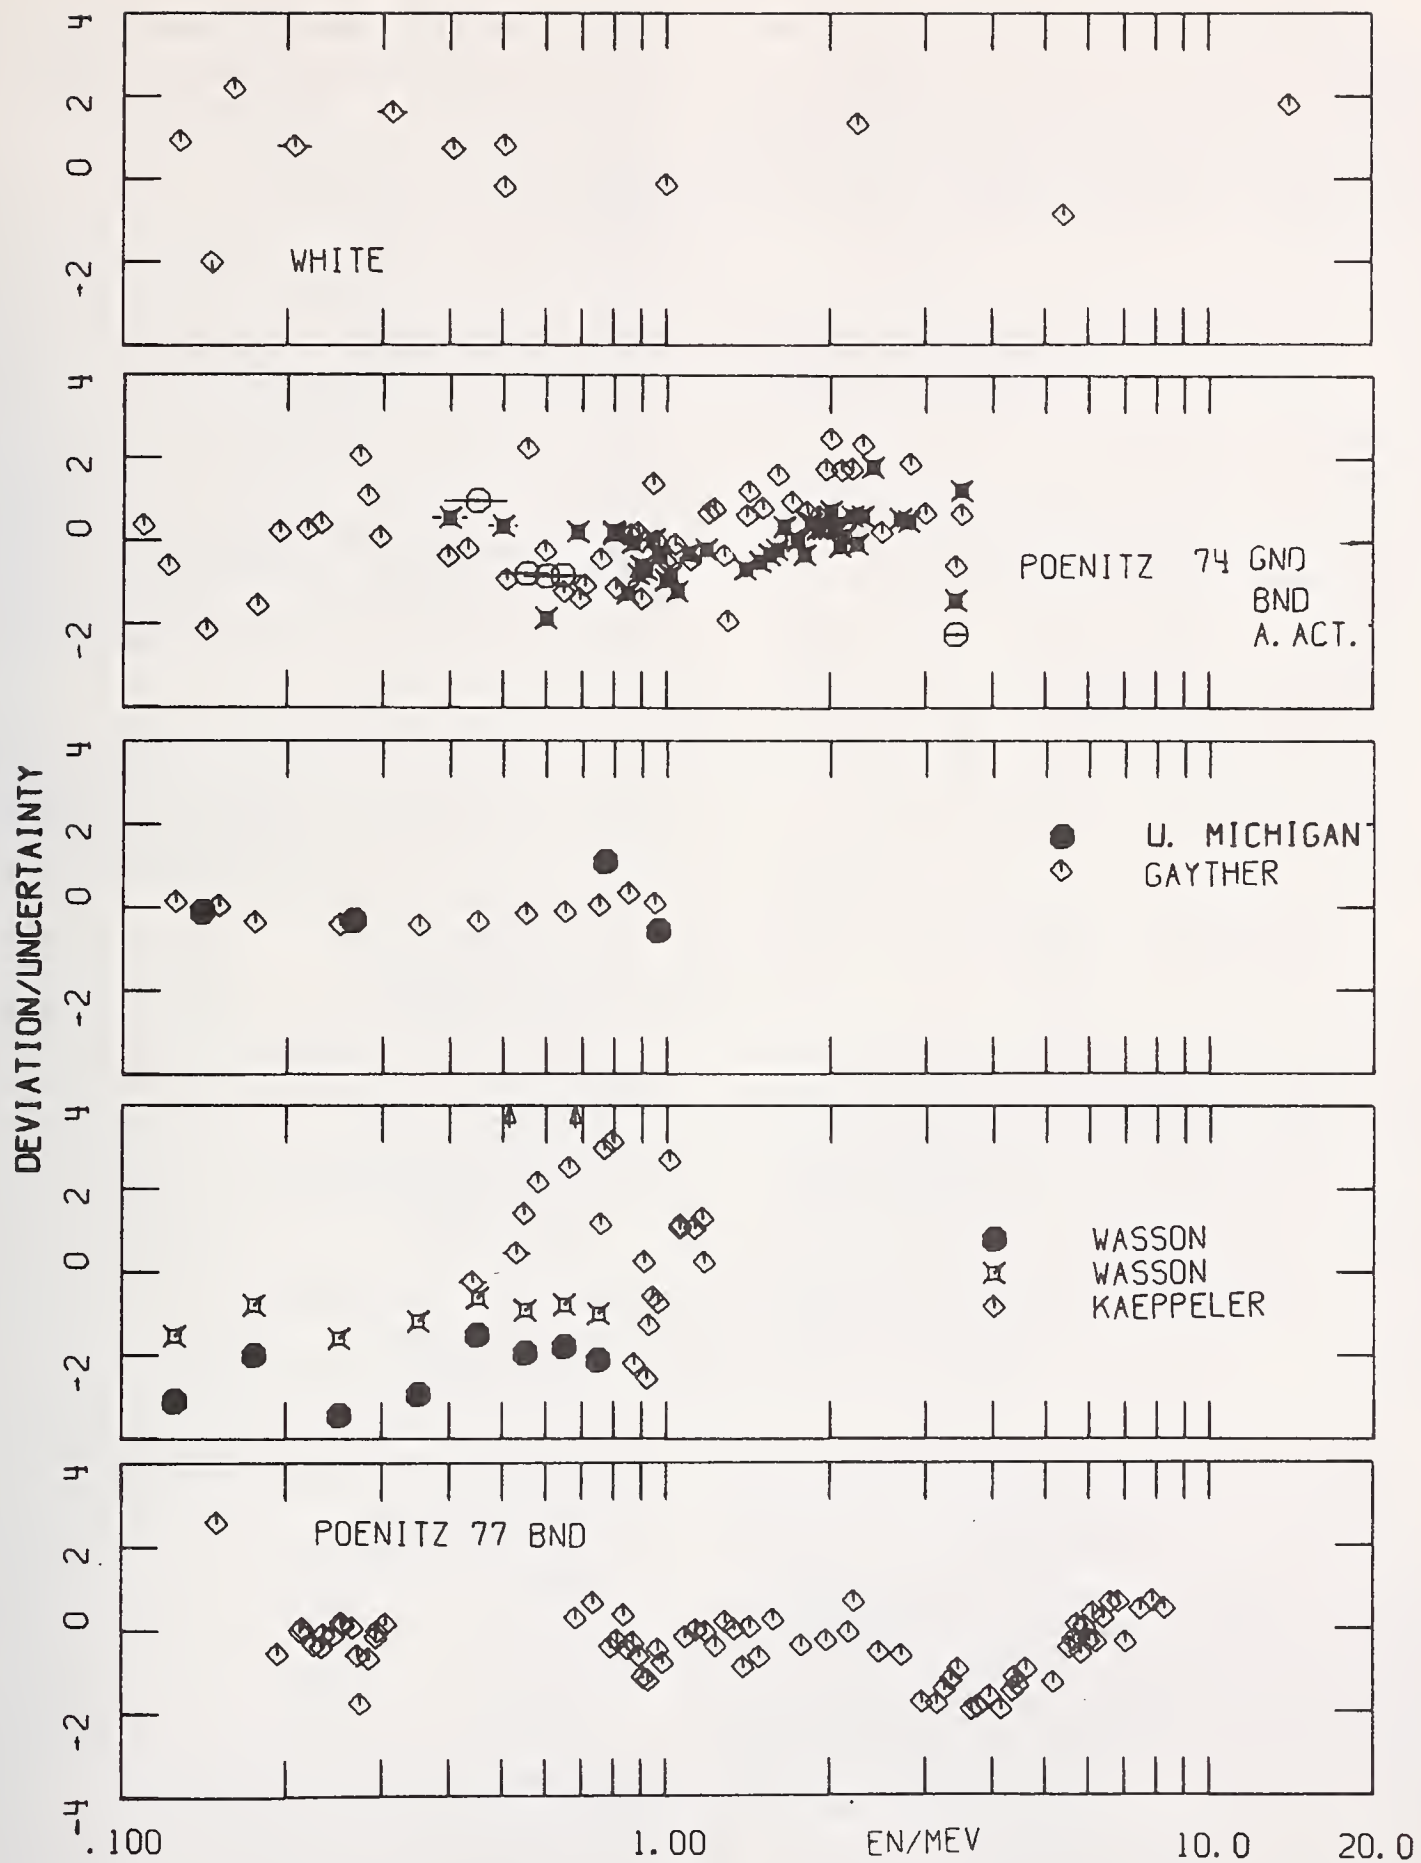 4
2
0
-2
WHITE
4
2
0
-2
POENITZ 74 GND
BND
A. ACT.
DEVIATION/UNCERTAINTY
4
2
0
-2
U. MICHIGAN
GAYTHER
4
2
0
-2
WASSON
WASSON
KAEPPELER
4
2
0
-2
-4
POENITZ 77 BND
.100
1.00
EN/MEV
10.0
20.0